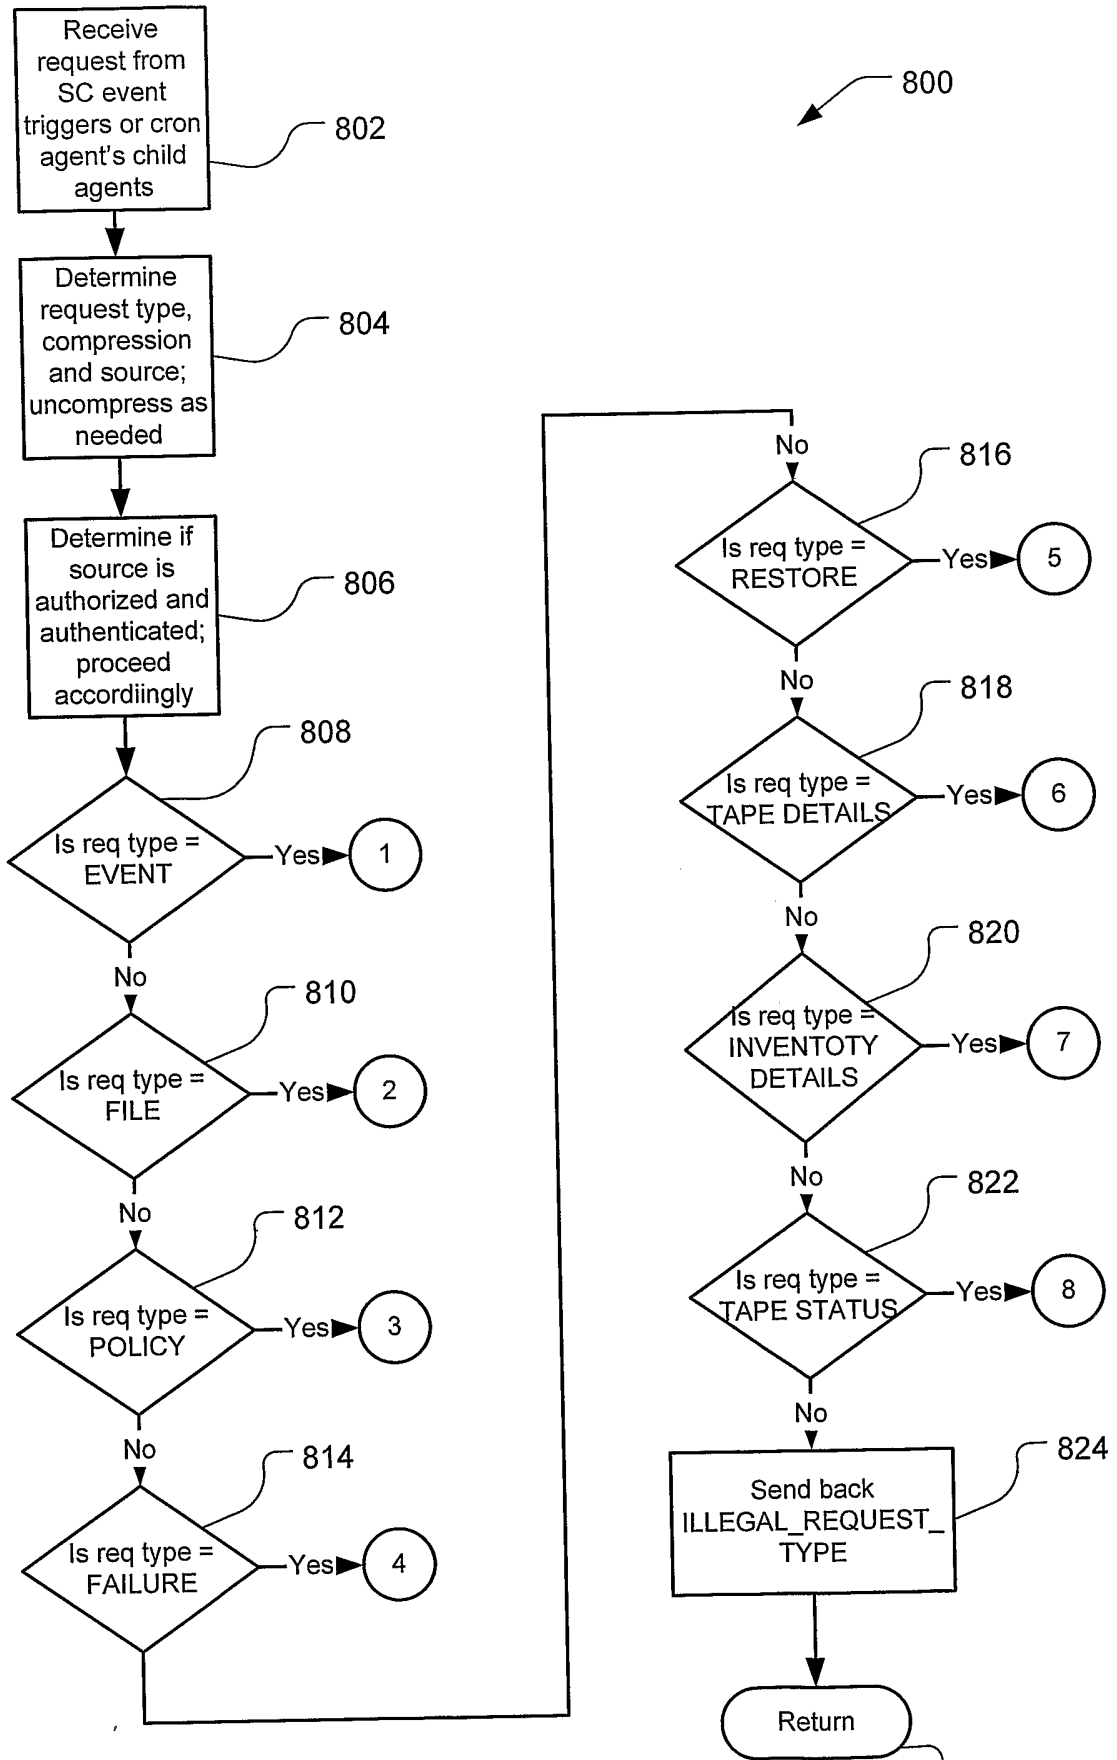 Receive
request from
SC event
triggers or cron
agent's child
agents
802
800
Determine
request type,
compression
and source;
uncompress as
needed
804
Determine if
source is
authorized and
authenticated;
proceed
accordiingly
806
808
Is req type =
EVENT
Yes
1
No
810
Is req type =
FILE
Yes
2
No
812
Is req type =
POLICY
Yes
3
No
814
Is req type =
FAILURE
Yes
4
No
816
Is req type =
RESTORE
Yes
5
No
818
Is req type =
TAPE DETAILS
Yes
6
No
820
Is req type =
INVENTOTY
DETAILS
Yes
7
No
822
Is req type =
TAPE STATUS
Yes
8
No
824
Send back
ILLEGAL_REQUEST_
TYPE
Return